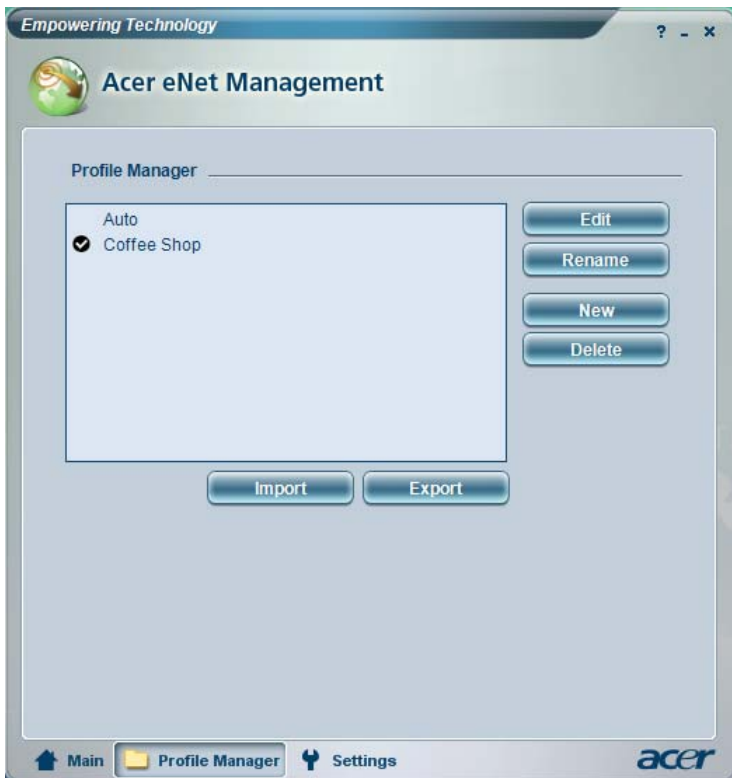 Empowering Technology
? - ×
Acer eNet Management
Profile Manager
Auto
Coffee Shop
Edit
Rename
New
Delete
Import
Export
Main
Profile Manager
Settings
acer